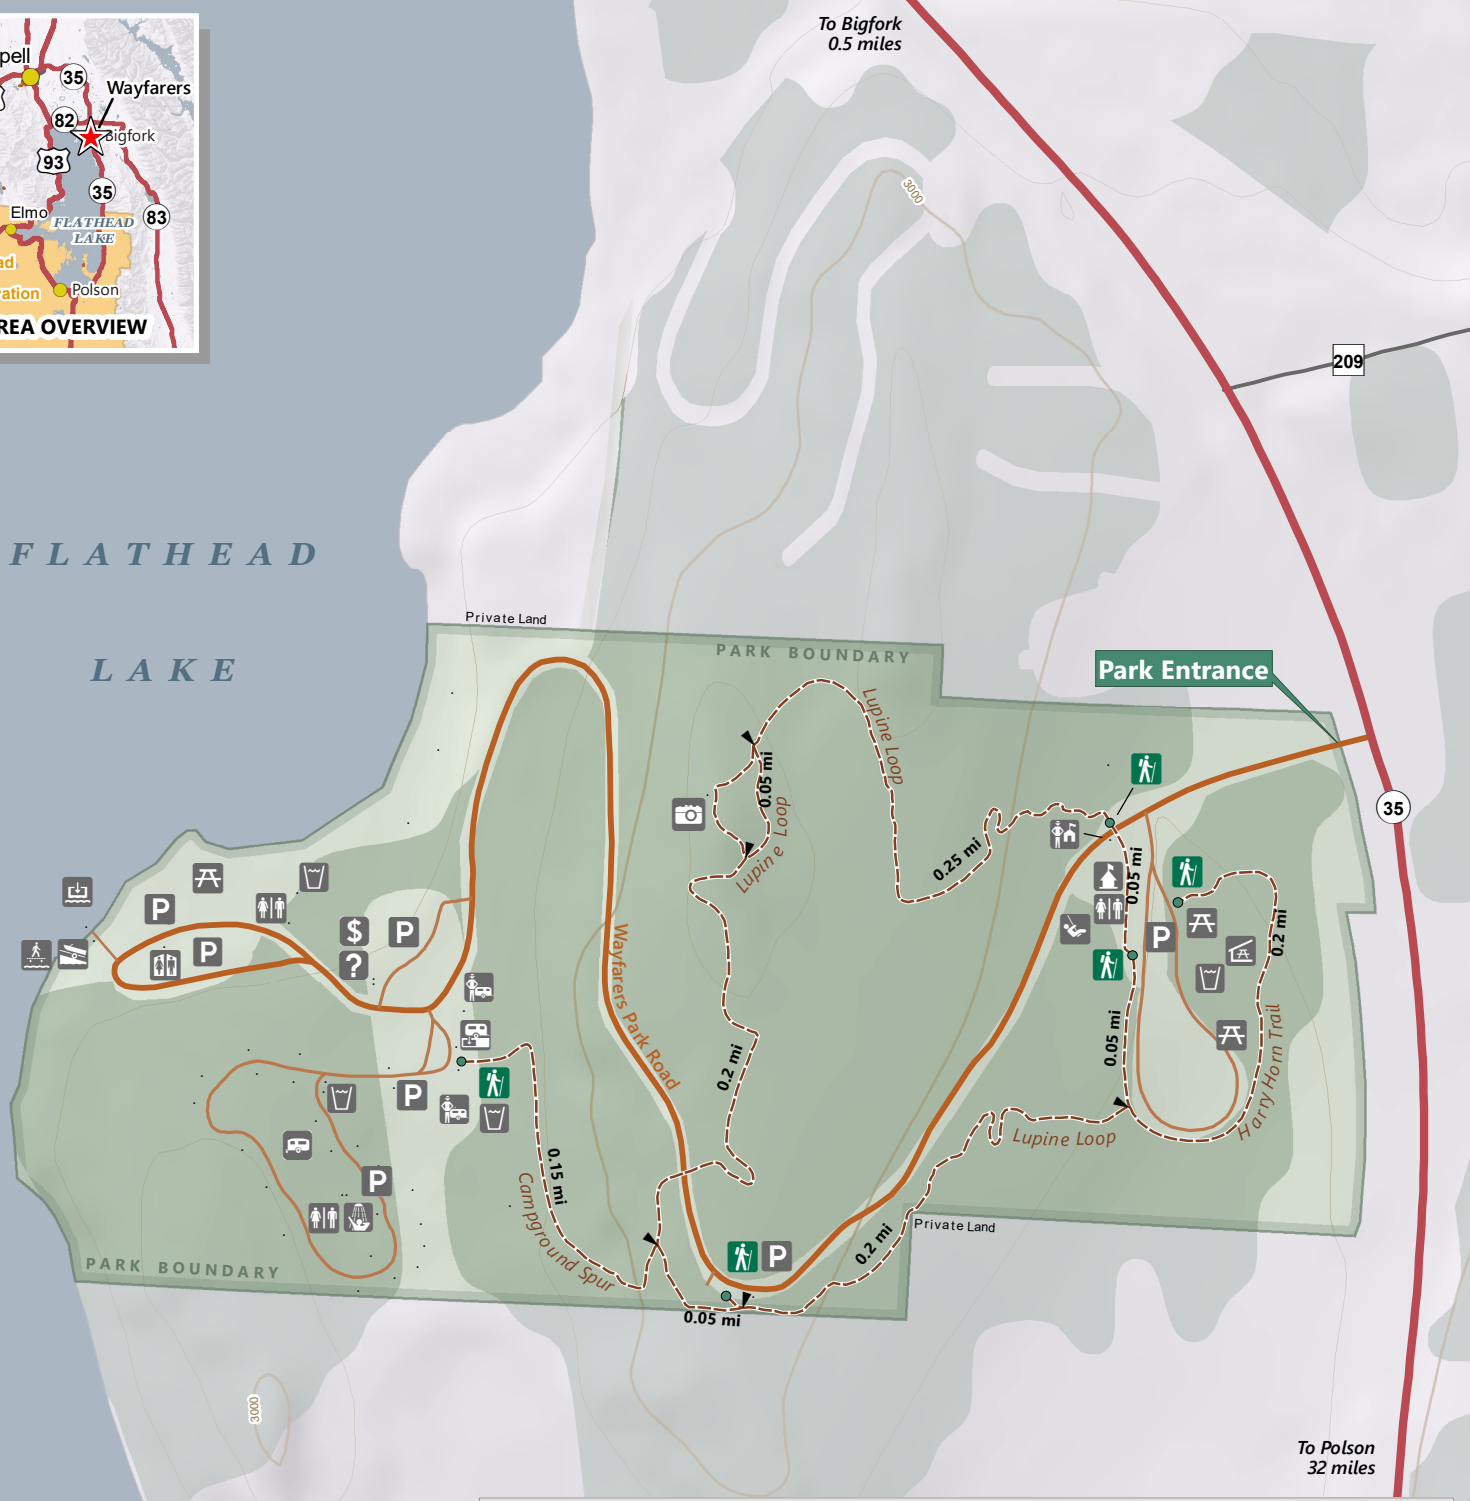 To Bigfork
0.5 miles
pell
35
Wayfarers
82
Bigfork
93
35
Elmo
FLATHEAD
LAKE
83
ad
ration
Polson
REA OVERVIEW
3000
209
FLATHEAD
LAKE
Private Land
PARK BOUNDARY
Park Entrance
Lupine Loop
0.05 mi
Lupine Loop
35
0.25 mi
0.05 mi
P
P
P
$
?
P
0.2 mi
Wayfarers Park Road
0.2 mi
0.05 mi
Harry Horn Trail
P
Lupine Loop
0.15 mi
Campground Spur
P
Private Land
P
0.2 mi
PARK BOUNDARY
0.05 mi
3000
To Polson
32 miles